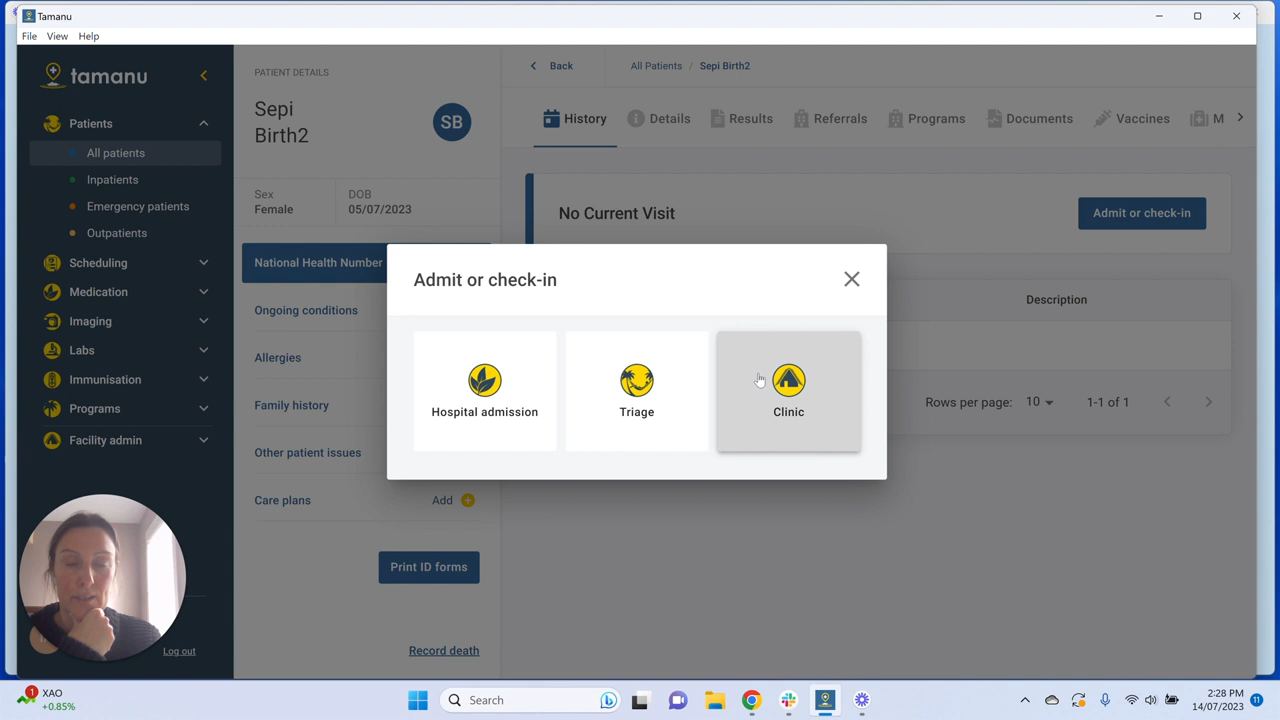 Tamanu
File View Help
tamanu
Patients
All patients
Inpatients
Emergency patients
Outpatients
Scheduling
Medication
Imaging
Labs
Immunisation
Programs
Facility admin
Log out
PATIENT DETAILS
Sepi
Birth2
SB
Sex
Female
DOB
05/07/2023
National Health Number
Ongoing conditions
Allergies
Family history
Other patient issues
Care plans
Add
Print ID forms
Record death
Back
All Patients / Sepi Birth2
History
Details
Results
Referrals
Programs
Documents
Vaccines
M
No Current Visit
Admit or check-in
Description
Rows per page: 10
1-1 of 1
Admit or check-in
Hospital admission
Triage
Clinic
1
XAO
+0.85%
Search
2:28 PM
14/07/2023
11